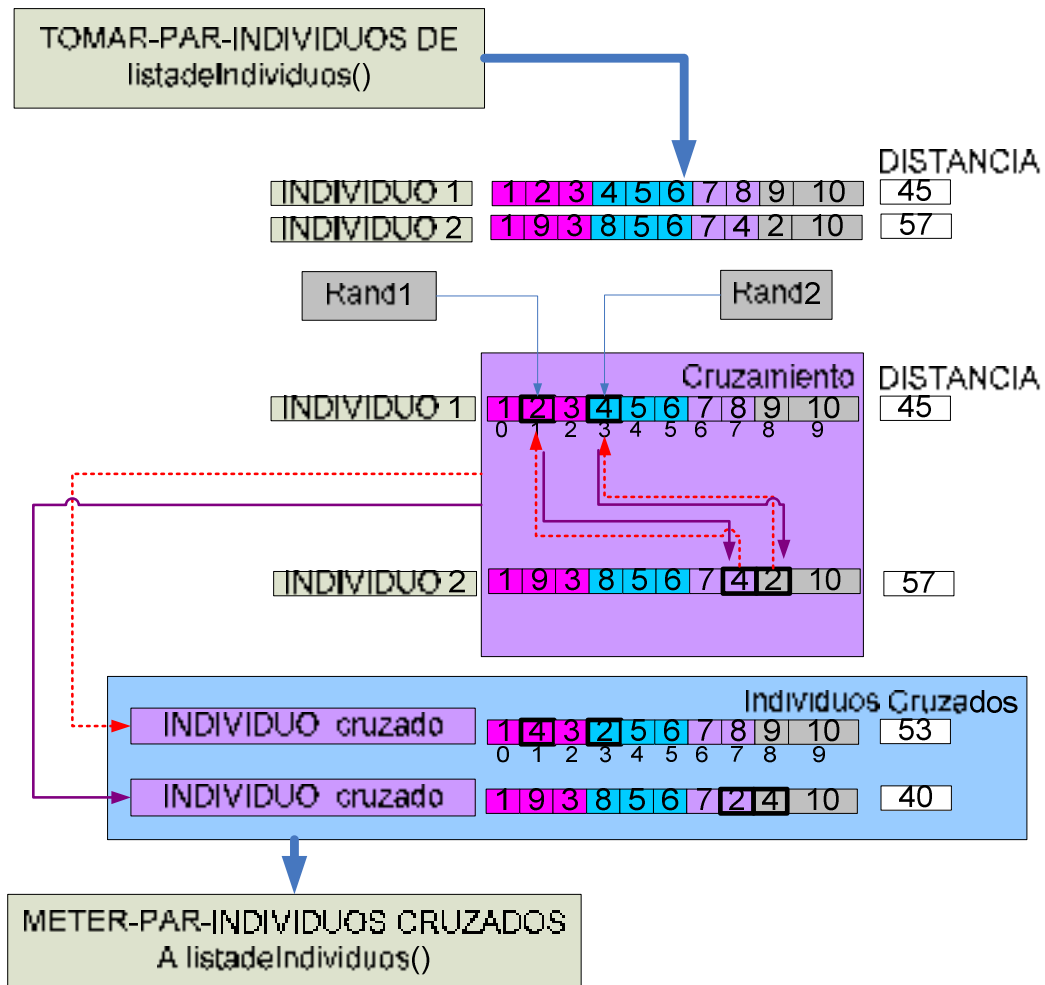 TOMAR-PAR-INDIVIDUOS DE
listadeIndividuos()
DISTANCIA
INDIVIDUO 1 1 2 3 4 5 6 7 8 9 10 45
INDIVIDUO 2 1 9 3 8 5 6 7 4 2 10 57
Rand1 Rand2
Cruzamiento DISTANCIA
INDIVIDUO 1 1 2 3 4 5 6 7 8 9 10 45
0 1 2 3 4 5 6 7 8 9
INDIVIDUO 2 1 9 3 8 5 6 7 4 2 10 57
Individuos Cruzados
INDIVIDUO cruzado 1 4 3 2 5 6 7 8 9 10 53
0 1 2 3 4 5 6 7 8 9
INDIVIDUO cruzado 1 9 3 8 5 6 7 2 4 10 40
METER-PAR-INDIVIDUOS CRUZADOS
A listadeIndividuos()